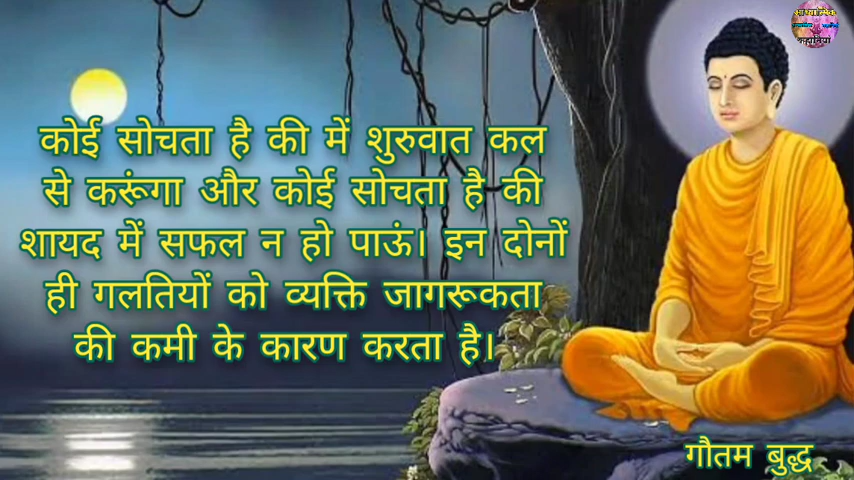 कोई सोचता है की में शुरुवात कल
से करूंगा और कोई सोचता है की
शायद में सफल न हो पाऊं। इन दोनों
ही गलतियों को व्यक्ति जागरूकता
की कमी के कारण करता है।
गौतम बुद्ध